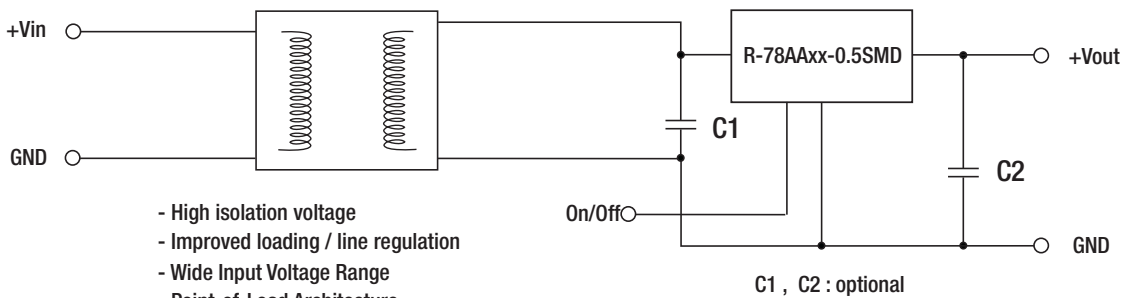 +Vin
R-78AAxx-0.5SMD
+Vout
C1
GND
C2
- High isolation voltage
On/Off
- Improved loading / line regulation
GND
- Wide Input Voltage Range
C1 , C2 : optional